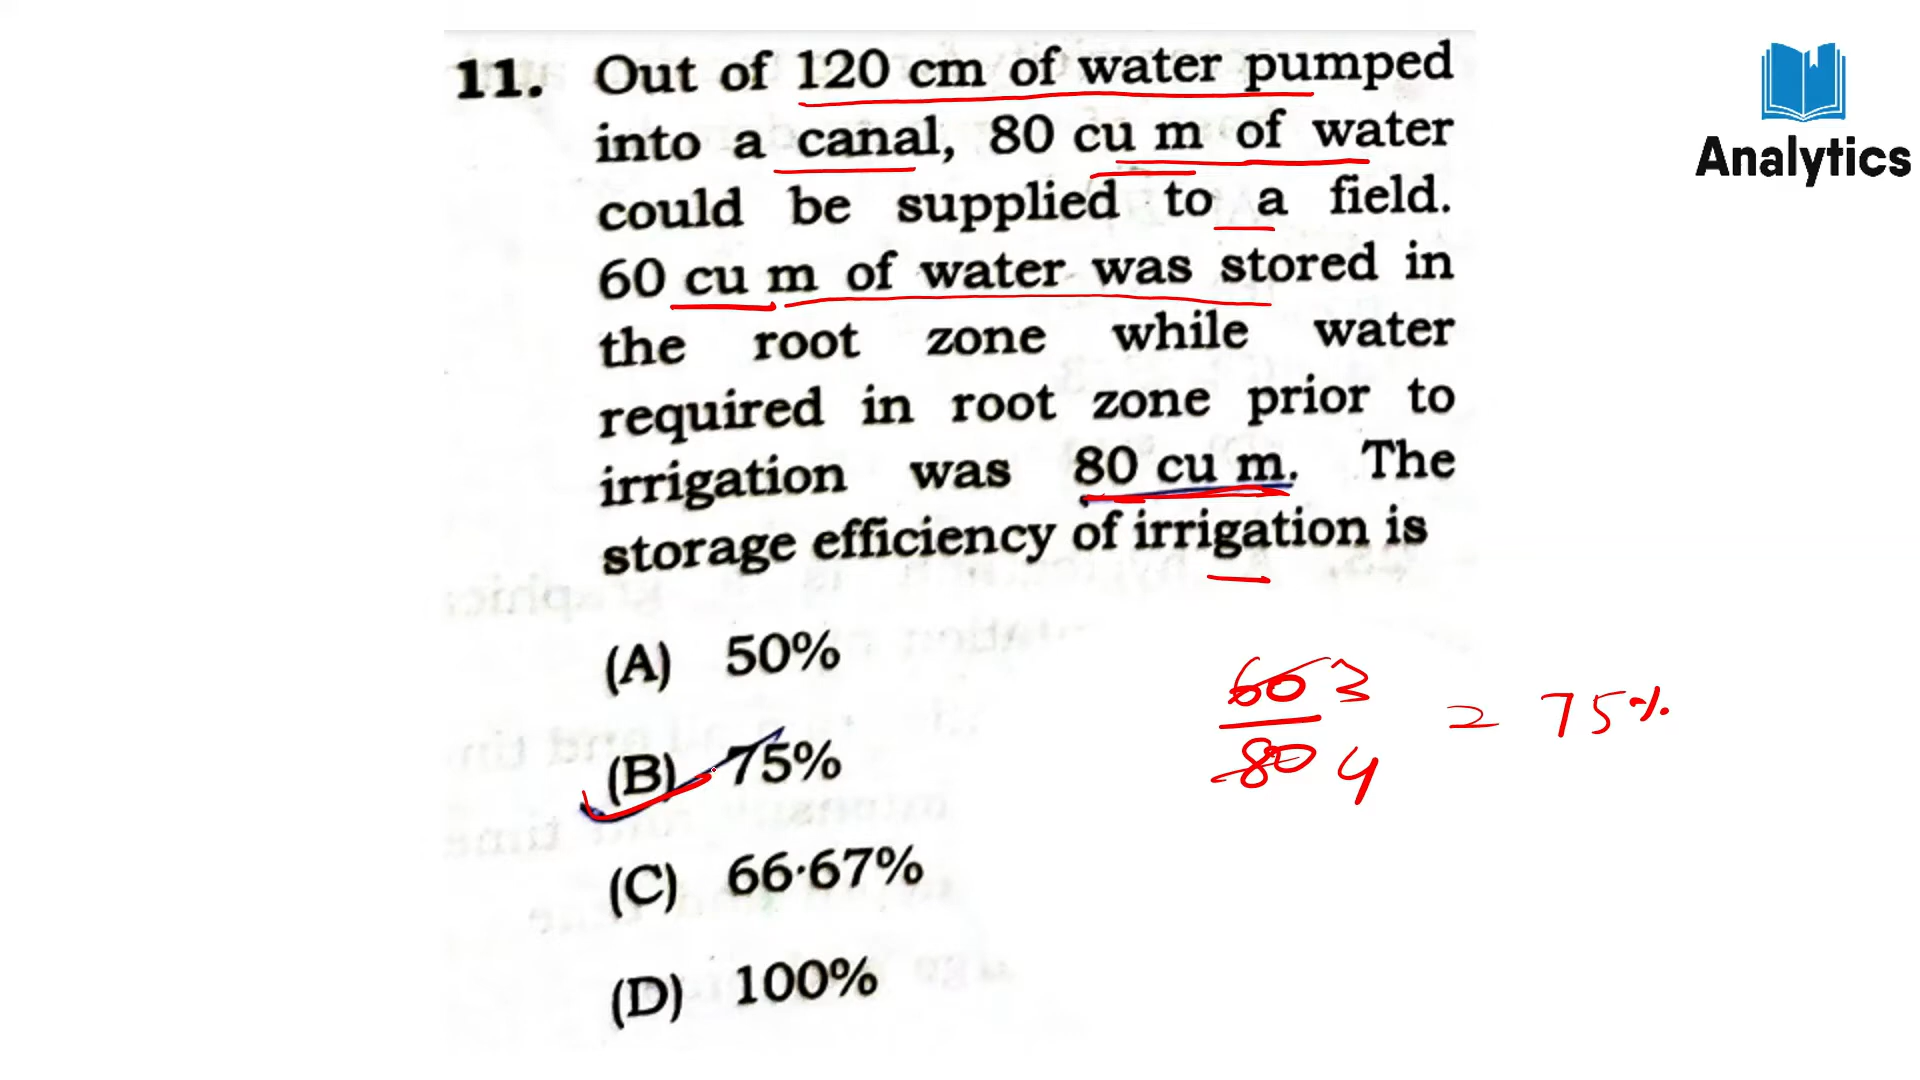 11. Out of 120 cm of water pumped
into a canal, 80 cu m of water
could be supplied to a field.
60 cu m of water was stored in
the root zone while water
required in root zone prior to
irrigation was 80 cu m. The
storage efficiency of irrigation is
(A) 50%
(B) 75%
(C) 66·67%
(D) 100%
60 3
80 4
= 75%
Analytics